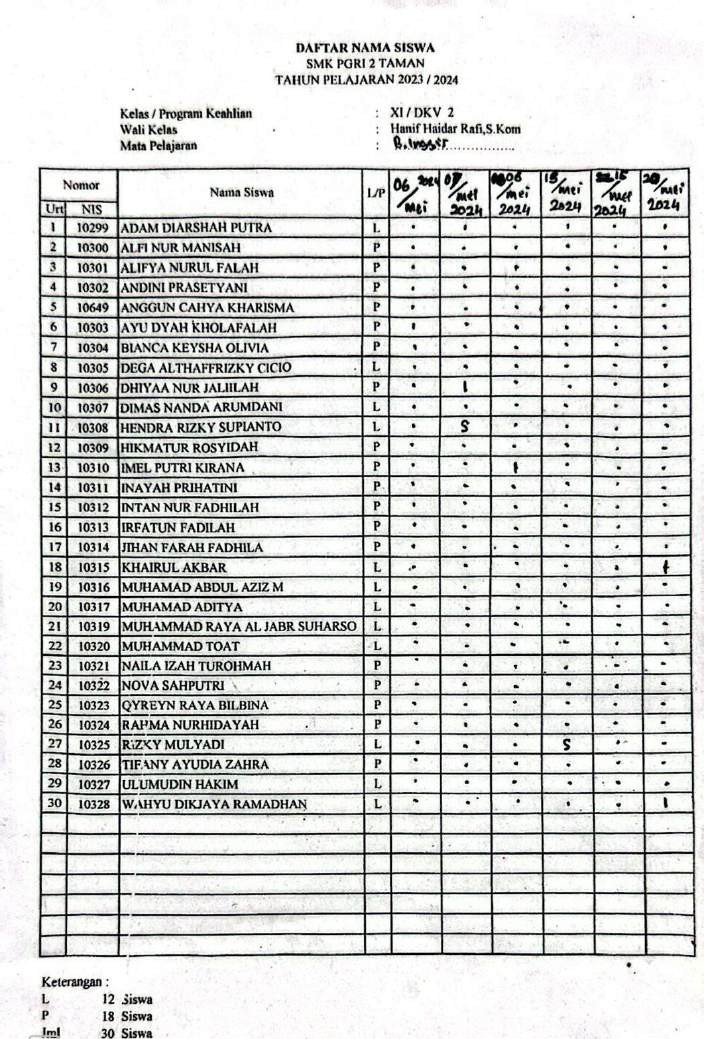 DAFTAR NAMA SISWA
SMK PGRI 2 TAMAN
TAHUN PELAJARAN 2023 / 2024
Kelas / Program Keahlian : XI / DKV 2
Wali Kelas : Hanif Haidar Rafi,S.Kom
Mata Pelajaran : B.Inggris
Nomor Nama Siswa L/P 06 2024 / Mei 07 / Mei 2024 08 / mei 2024 15 / mei 2024 15 / Mei 2024 20 / mei 2024
Urt NIS
1 10299 ADAM DIARSHAH PUTRA L
2 10300 ALFI NUR MANISAH P
3 10301 ALIFYA NURUL FALAH P
4 10302 ANDINI PRASETYANI P
5 10649 ANGGUN CAHYA KHARISMA P
6 10303 AYU DYAH KHOLAFALAH P
7 10304 BIANCA KEYSHA OLIVIA P
8 10305 DEGA ALTHAFFRIZKY CICIO L
9 10306 DHIYAA NUR JALIILAH P I
10 10307 DIMAS NANDA ARUMDANI L
11 10308 HENDRA RIZKY SUPIANTO L S
12 10309 HIKMATUR ROSYIDAH P
13 10310 IMEL PUTRI KIRANA P I
14 10311 INAYAH PRIHATINI P
15 10312 INTAN NUR FADHILAH P
16 10313 IRFATUN FADILAH P
17 10314 JIHAN FARAH FADHILA P
18 10315 KHAIRUL AKBAR L
19 10316 MUHAMAD ABDUL AZIZ M L
20 10317 MUHAMAD ADITYA L
21 10319 MUHAMMAD RAYA AL JABR SUHARSO L
22 10320 MUHAMMAD TOAT L
23 10321 NAILA IZAH TUROHMAH P
24 10322 NOVA SAHPUTRI P
25 10323 QYREYN RAYA BILBINA P
26 10324 RAHMA NURHIDAYAH P
27 10325 RIZKY MULYADI L S
28 10326 TIFANY AYUDIA ZAHRA P
29 10327 ULUMUDIN HAKIM L
30 10328 WAHYU DIKJAYA RAMADHAN L I
Keterangan :
L 12 Siswa
P 18 Siswa
Jml 30 Siswa